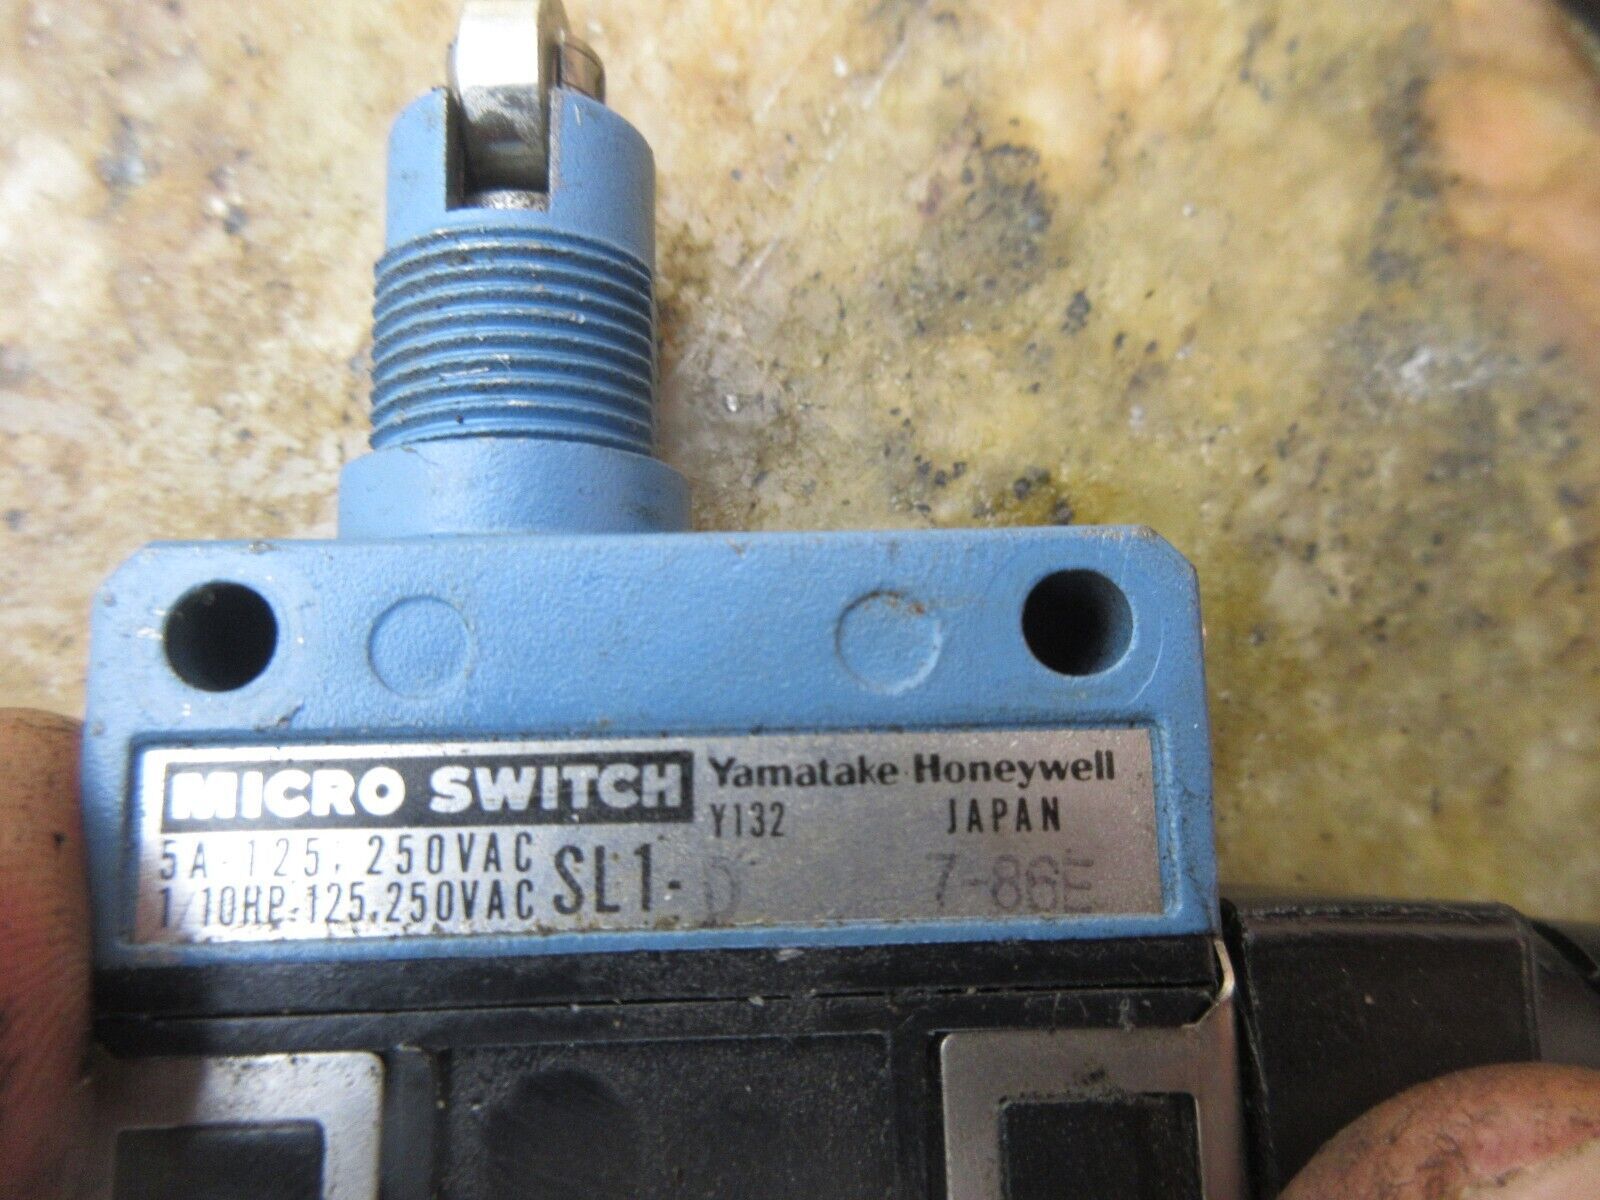 MICRO SWITCH
Yamatake-Honeywell
Y132 JAPAN
5A-125, 250VAC
1/10HP-125,250VAC
SL1-D
7-86E